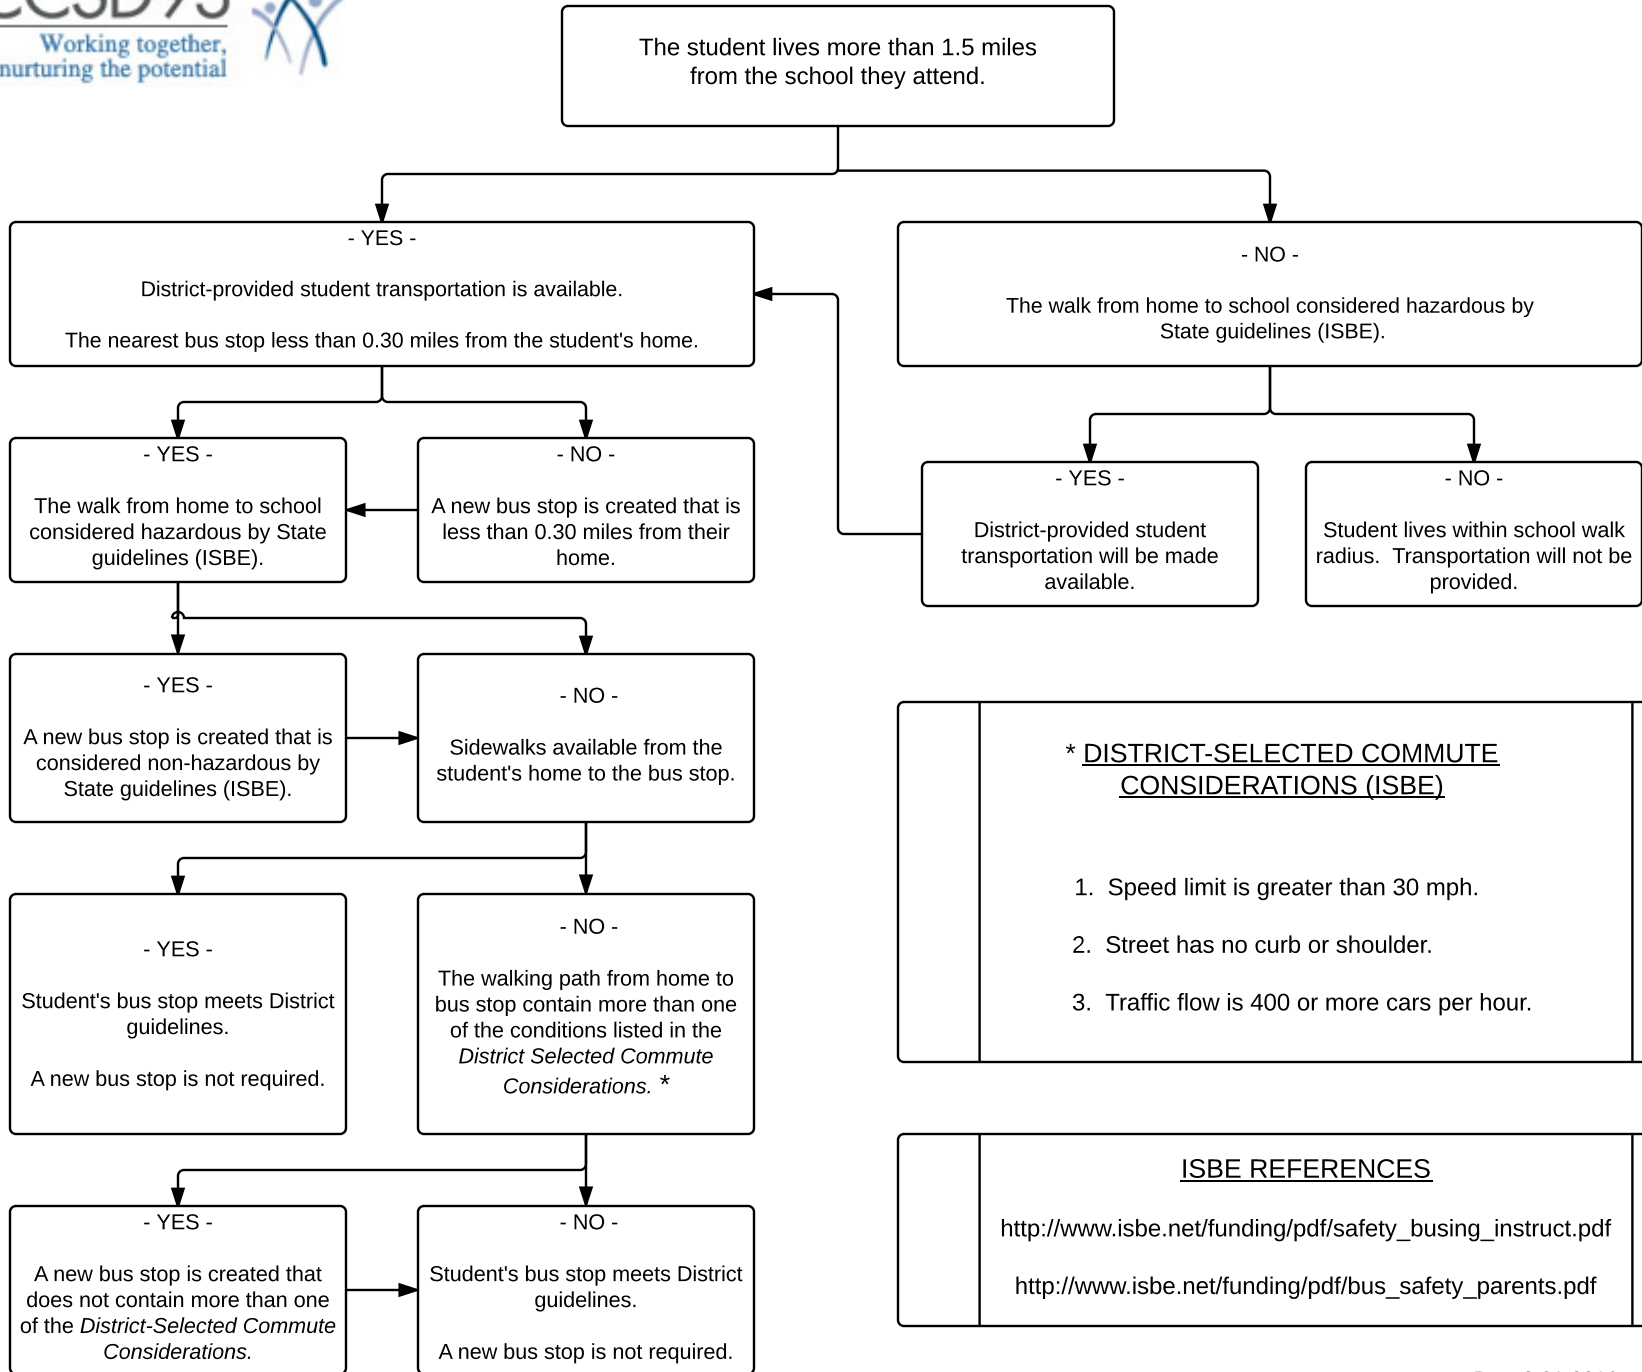 CCSD93
Working together,
nurturing the potential
The student lives more than 1.5 miles
from the school they attend.
- YES -
District-provided student transportation is available.
The nearest bus stop less than 0.30 miles from the student's home.
- NO -
The walk from home to school considered hazardous by
State guidelines (ISBE).
- YES -
The walk from home to school
considered hazardous by State
guidelines (ISBE).
- NO -
A new bus stop is created that is
less than 0.30 miles from their
home.
- YES -
District-provided student
transportation will be made
available.
- NO -
Student lives within school walk
radius.  Transportation will not be
provided.
- YES -
A new bus stop is created that is
considered non-hazardous by
State guidelines (ISBE).
- NO -
Sidewalks available from the
student's home to the bus stop.
* DISTRICT-SELECTED COMMUTE
CONSIDERATIONS (ISBE)
1.  Speed limit is greater than 30 mph.
2.  Street has no curb or shoulder.
3.  Traffic flow is 400 or more cars per hour.
- YES -
Student's bus stop meets District
guidelines.
A new bus stop is not required.
- NO -
The walking path from home to
bus stop contain more than one
of the conditions listed in the
District Selected Commute
Considerations. *
- YES -
A new bus stop is created that
does not contain more than one
of the District-Selected Commute
Considerations.
- NO -
Student's bus stop meets District
guidelines.
A new bus stop is not required.
ISBE REFERENCES
http://www.isbe.net/funding/pdf/safety_busing_instruct.pdf
http://www.isbe.net/funding/pdf/bus_safety_parents.pdf